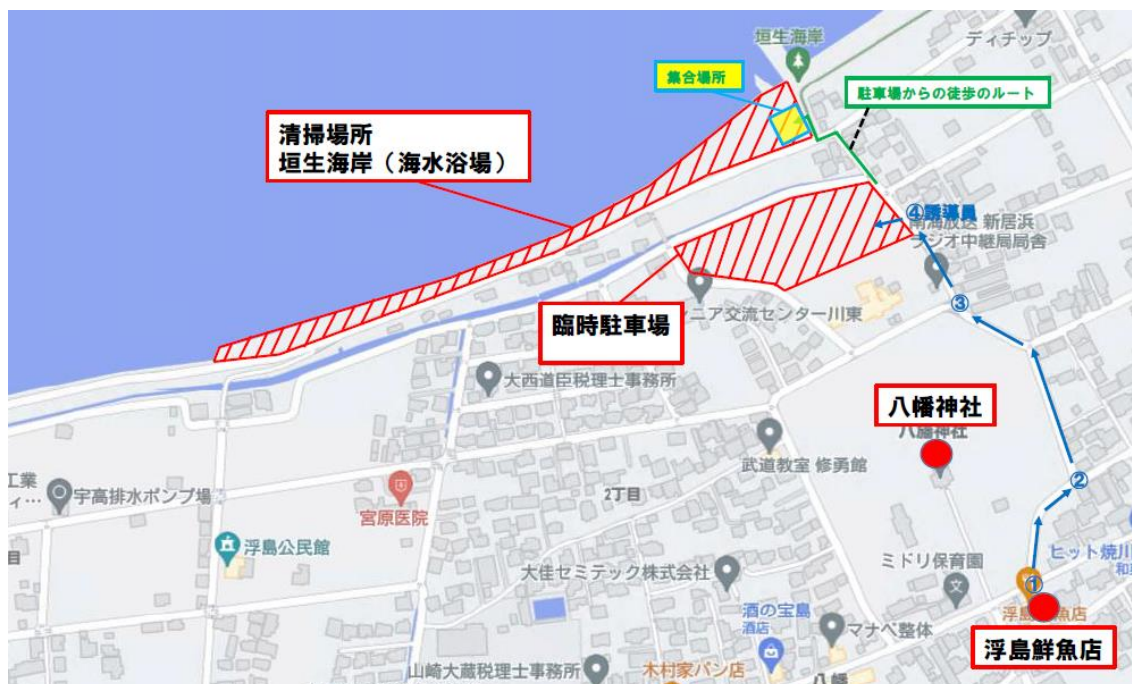 垣生海岸
ディチップ
集合場所
駐車場からの徒歩のルート
清掃場所
垣生海岸（海水浴場）
④誘導員
南海放送 新居浜
ラジオ中継局局舎
③
臨時駐車場
ニア交流センター川東
大西道臣税理士事務所
八幡神社
八幡神社
武道教室 修勇館
②
工業
ィ…
宇高排水ポンプ場
2丁目
宮原医院
浮島公民館
ヒット焼川
大佳セミテック株式会社
ミドリ保育園
①
酒の宝島
酒店
マナベ整体
浮島鮮魚店
山崎大蔵税理士事務所
木村家パン店
八幡